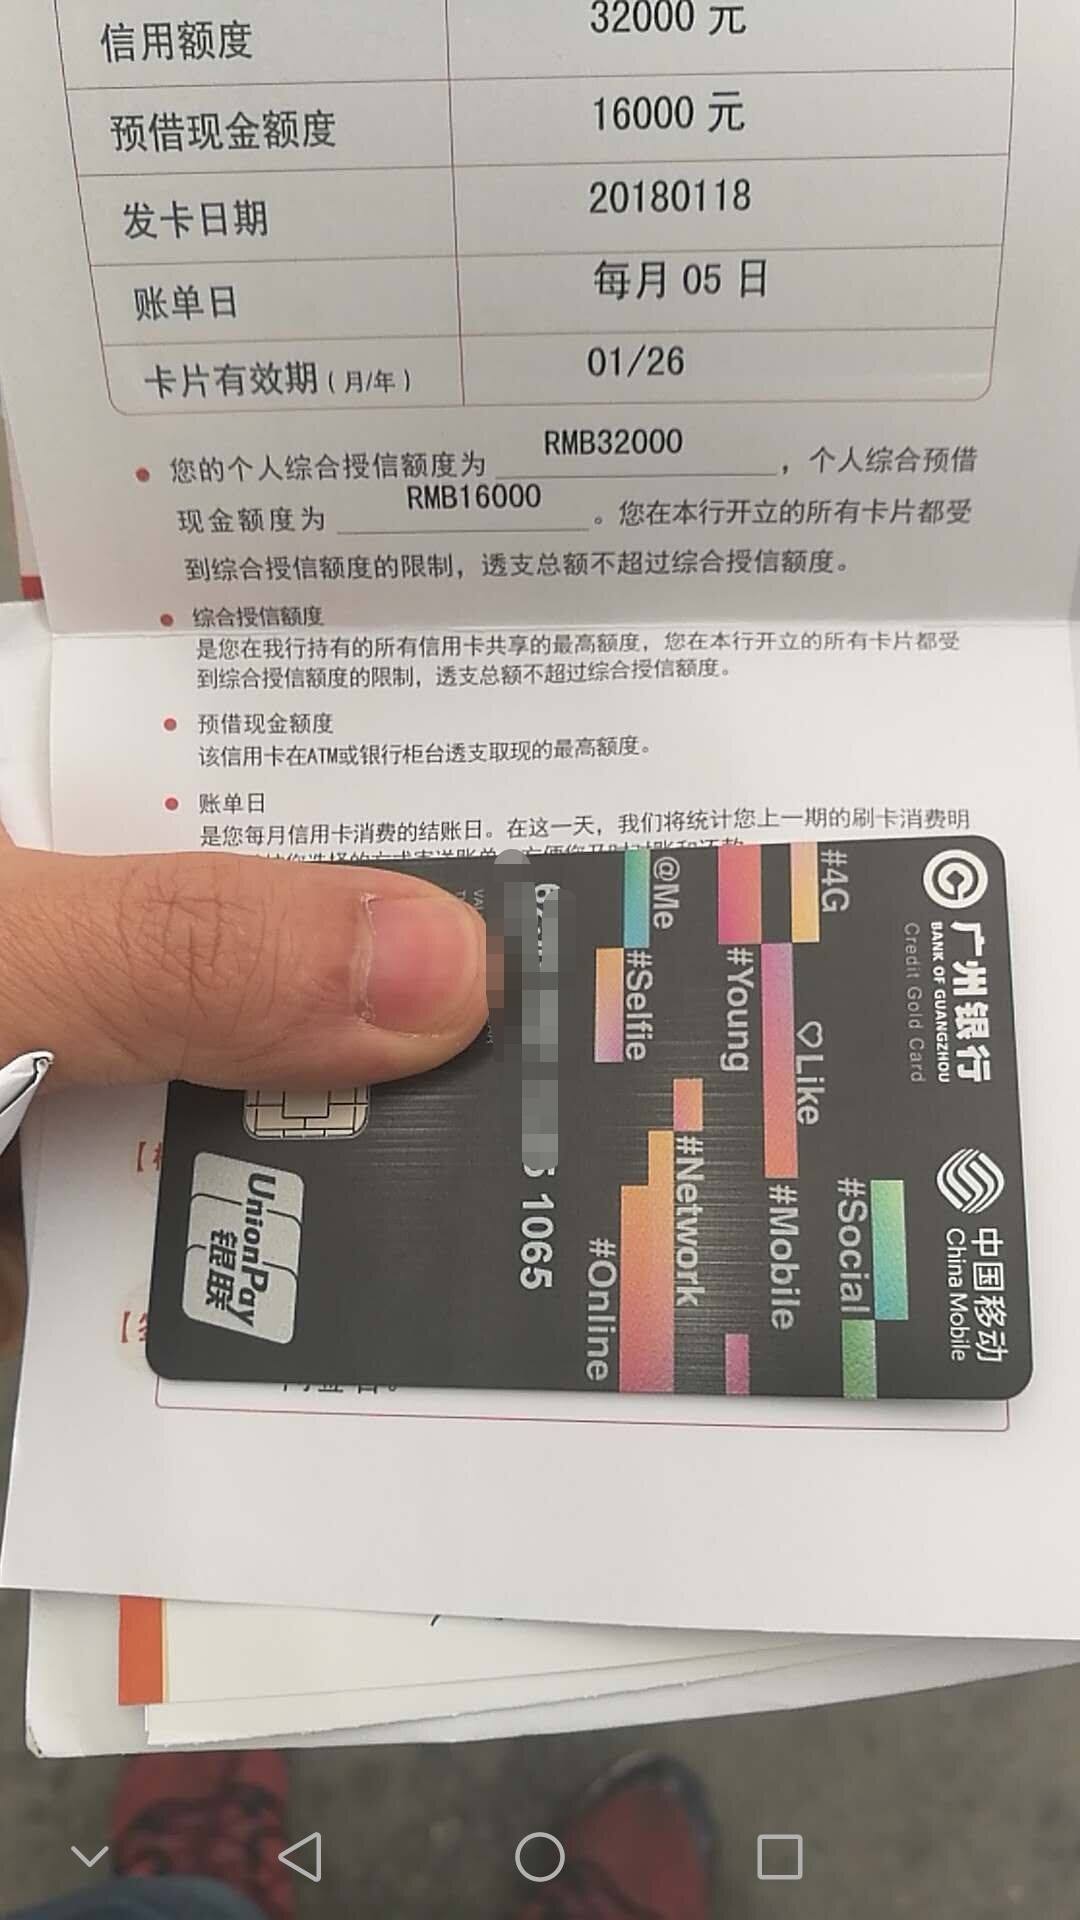 信用额度 32000 元
预借现金额度 16000 元
发卡日期 20180118
账单日 每月 05 日
卡片有效期(月/年) 01/26
您的个人综合授信额度为 RMB32000 ,个人综合预借
现金额度为 RMB16000 。您在本行开立的所有卡片都受
到综合授信额度的限制,透支总额不超过综合授信额度。
综合授信额度
是您在我行持有的所有信用卡共享的最高额度,您在本行开立的所有卡片都受
到综合授信额度的限制,透支总额不超过综合授信额度。
预借现金额度
该信用卡在ATM或银行柜台透支取现的最高额度。
账单日
是您每月信用卡消费的结账日。在这一天,我们将统计您上一期的刷卡消费明
广州银行
BANK OF GUANGZHOU
Credit Gold Card
中国移动
China Mobile
#4G
#Social
♡Like
#Young
#Mobile
@Me
#Network
#Selfie
#Online
1065
UnionPay
银联